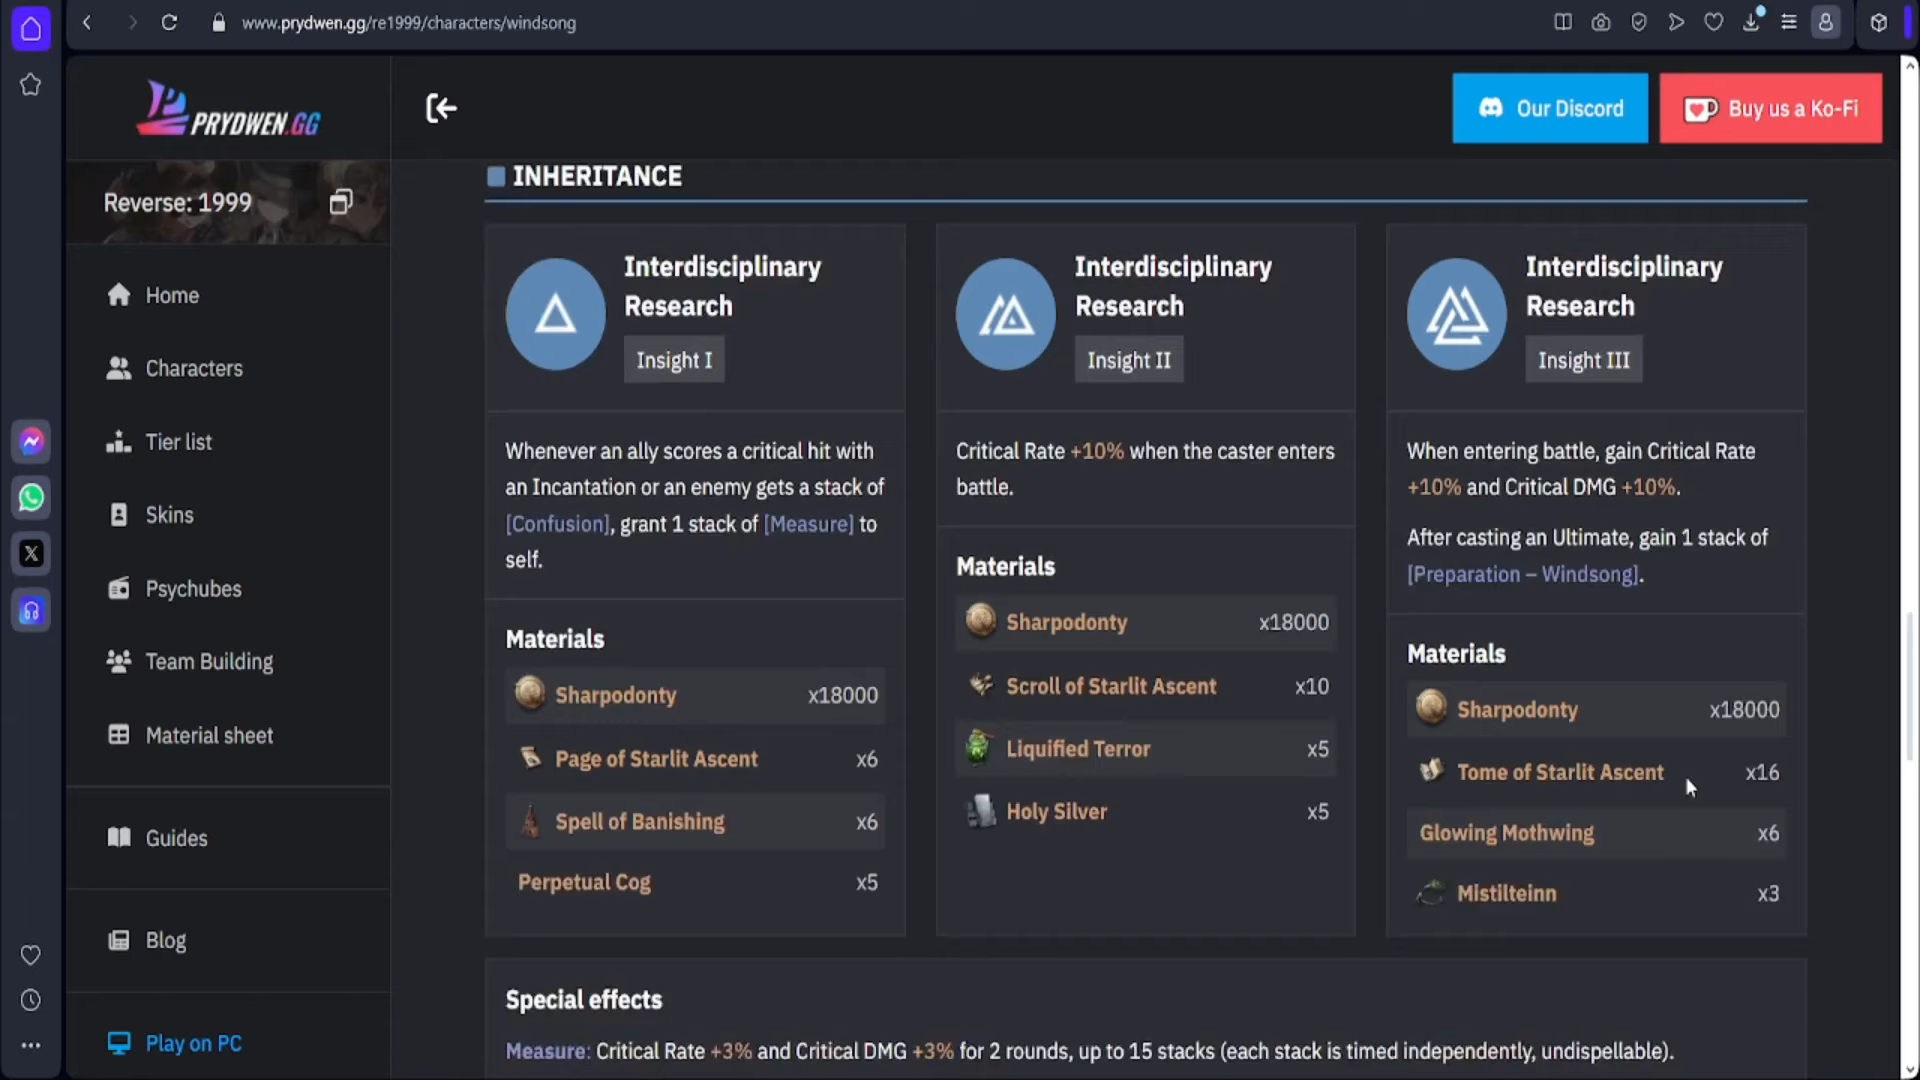 www.prydwen.gg/re1999/characters/windsong
PRYDWEN.GG
Our Discord
Buy us a Ko-Fi
Reverse: 1999
Home
Characters
Tier list
Skins
Psychubes
Team Building
Material sheet
Guides
Blog
Play on PC
INHERITANCE
Interdisciplinary
Research
Insight I
Whenever an ally scores a critical hit with
an Incantation or an enemy gets a stack of
[Confusion], grant 1 stack of [Measure] to
self.
Materials
Sharpodonty x18000
Page of Starlit Ascent x6
Spell of Banishing x6
Perpetual Cog x5
Interdisciplinary
Research
Insight II
Critical Rate +10% when the caster enters
battle.
Materials
Sharpodonty x18000
Scroll of Starlit Ascent x10
Liquified Terror x5
Holy Silver x5
Interdisciplinary
Research
Insight III
When entering battle, gain Critical Rate
+10% and Critical DMG +10%.
After casting an Ultimate, gain 1 stack of
[Preparation – Windsong].
Materials
Sharpodonty x18000
Tome of Starlit Ascent x16
Glowing Mothwing x6
Mistilteinn x3
Special effects
Measure: Critical Rate +3% and Critical DMG +3% for 2 rounds, up to 15 stacks (each stack is timed independently, undispellable).